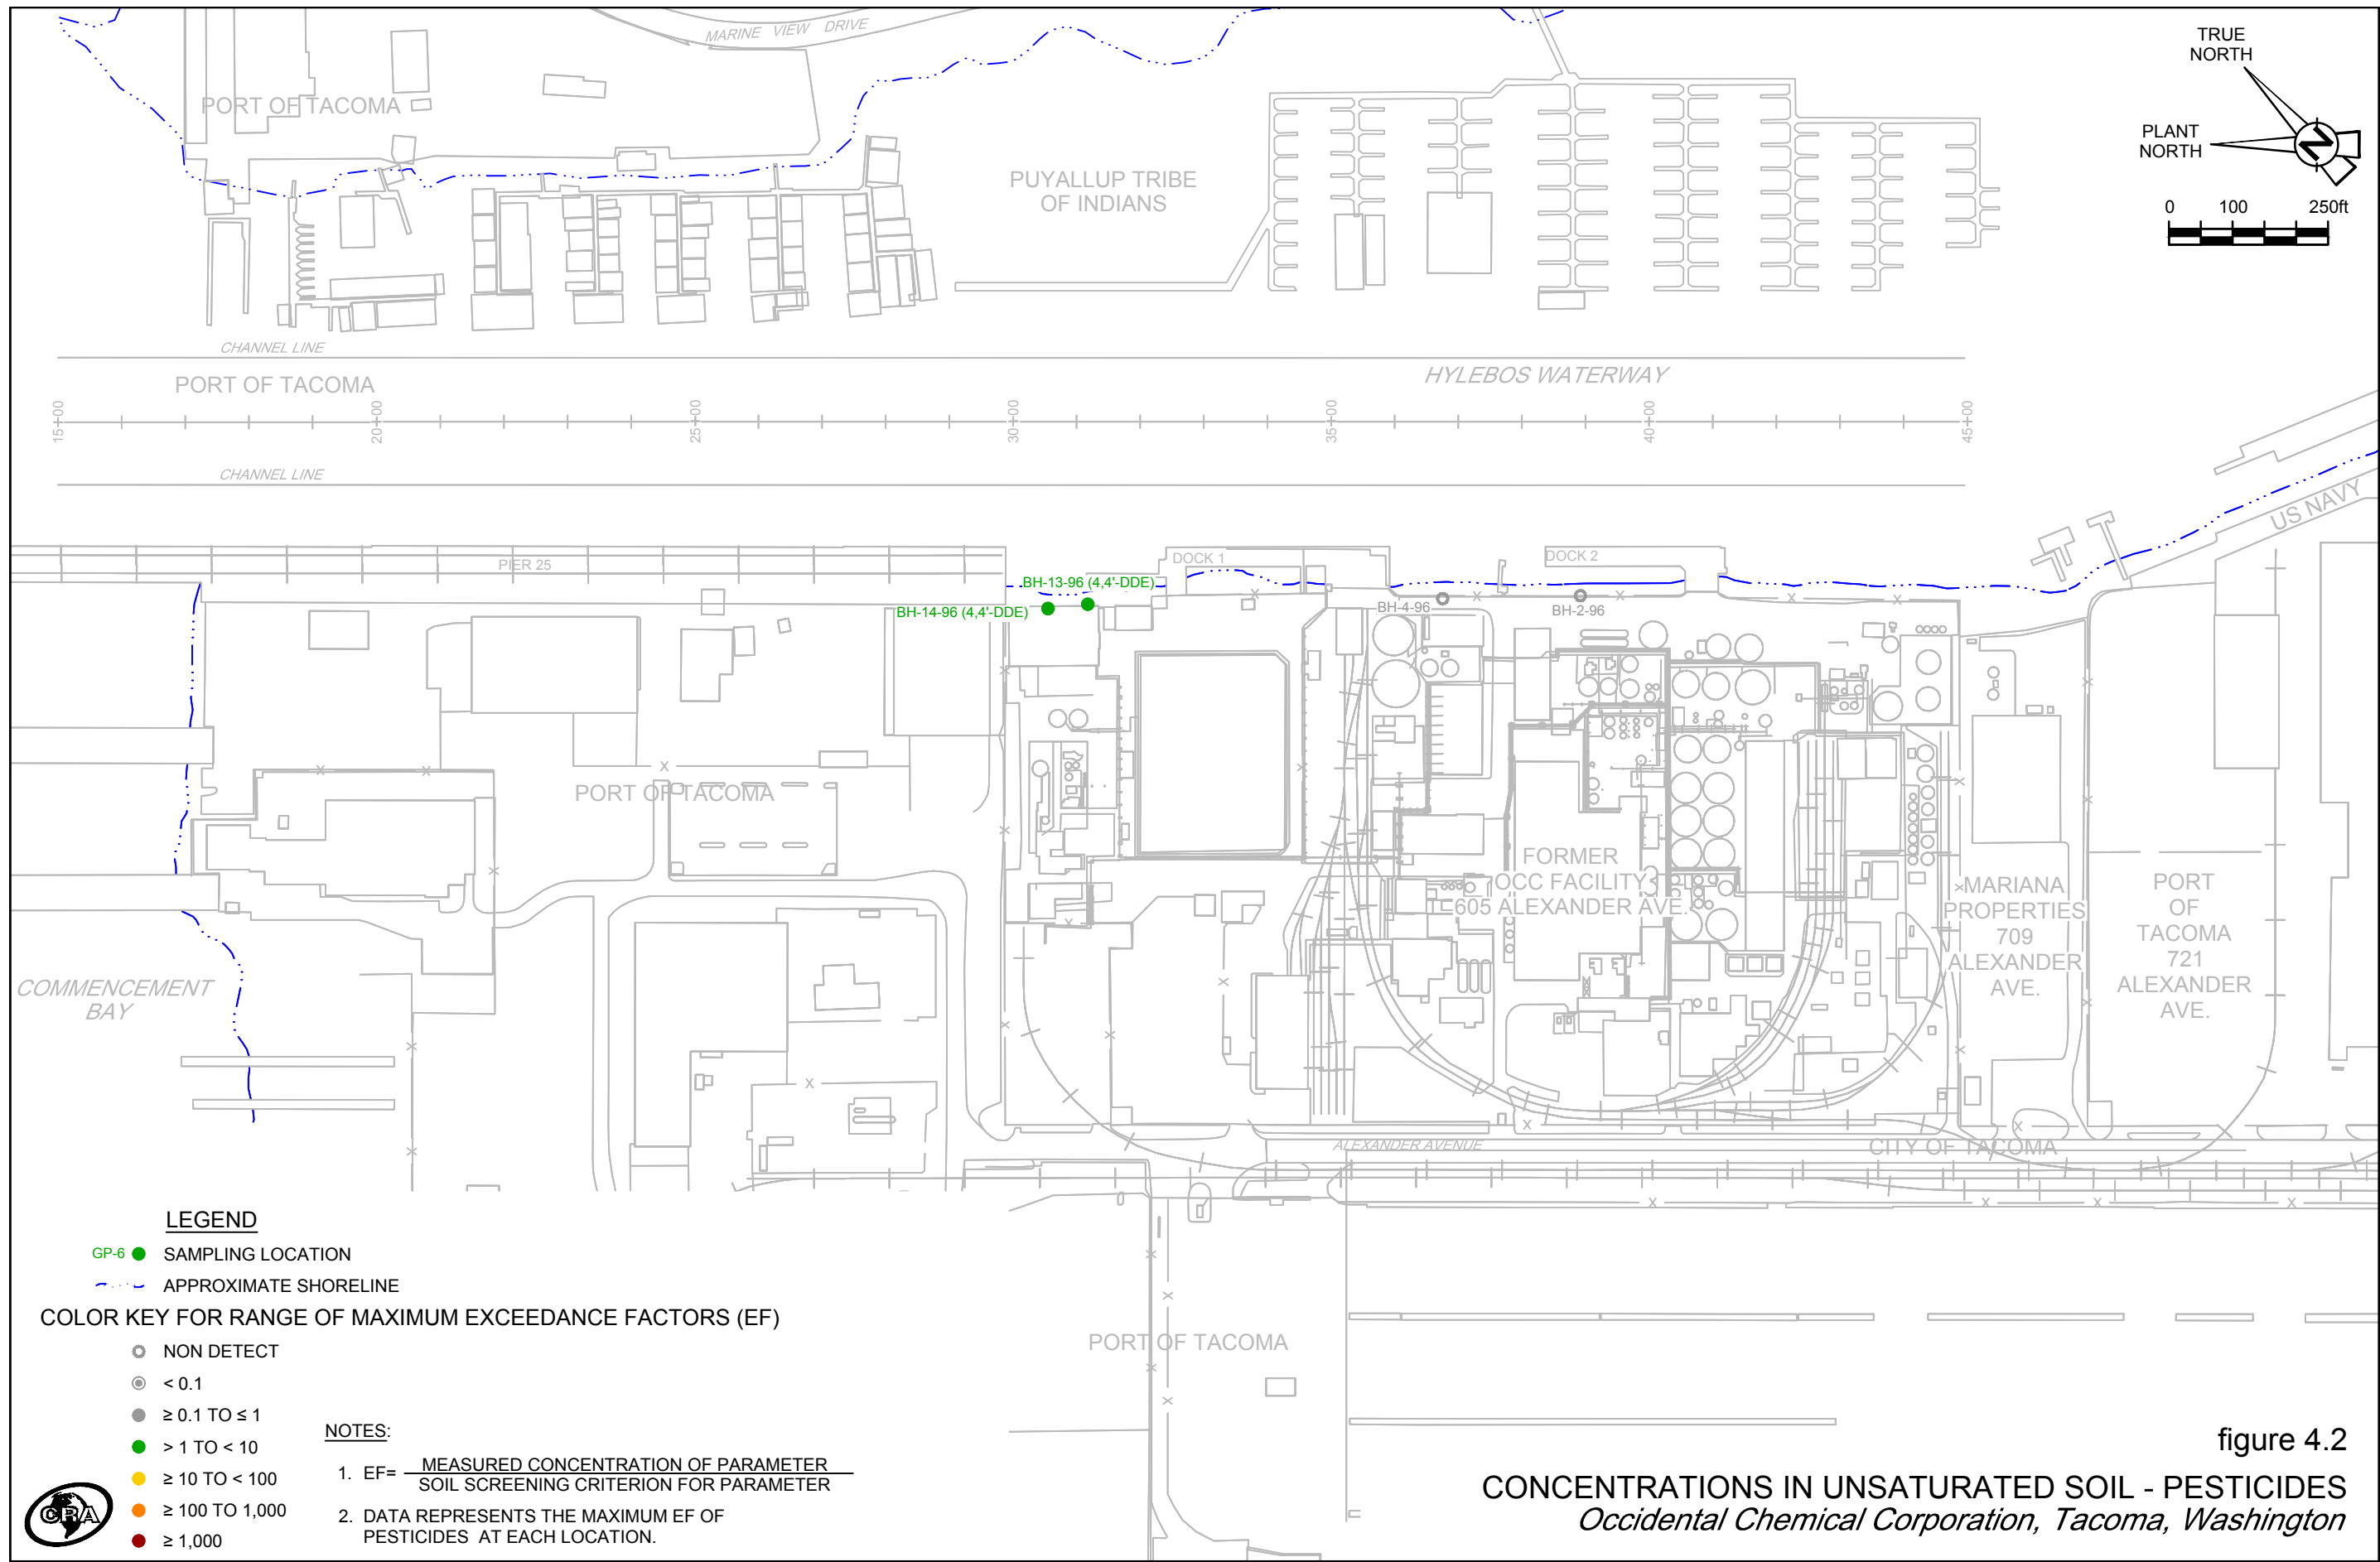 MARINE VIEW DRIVE
TRUE
NORTH
PLANT
NORTH
0 100 250ft
PORT OF TACOMA
PUYALLUP TRIBE
OF INDIANS
CHANNEL LINE
PORT OF TACOMA
HYLEBOS WATERWAY
15+00
20+00
25+00
30+00
35+00
40+00
45+00
CHANNEL LINE
US NAVY
PIER 25
DOCK 1
DOCK 2
BH-13-96 (4,4'-DDE)
BH-14-96 (4,4'-DDE)
BH-4-96
BH-2-96
PORT OF TACOMA
FORMER
OCC FACILITY
605 ALEXANDER AVE.
MARIANA
PROPERTIES
709
ALEXANDER
AVE.
PORT
OF
TACOMA
721
ALEXANDER
AVE.
COMMENCEMENT
BAY
ALEXANDER AVENUE
CITY OF TACOMA
PORT OF TACOMA
LEGEND
GP-6 SAMPLING LOCATION
APPROXIMATE SHORELINE
COLOR KEY FOR RANGE OF MAXIMUM EXCEEDANCE FACTORS (EF)
NON DETECT
< 0.1
≥ 0.1 TO ≤ 1
> 1 TO < 10
≥ 10 TO < 100
≥ 100 TO 1,000
≥ 1,000
CRA
NOTES:
1. EF= MEASURED CONCENTRATION OF PARAMETER
SOIL SCREENING CRITERION FOR PARAMETER
2. DATA REPRESENTS THE MAXIMUM EF OF
PESTICIDES AT EACH LOCATION.
figure 4.2
CONCENTRATIONS IN UNSATURATED SOIL - PESTICIDES
Occidental Chemical Corporation, Tacoma, Washington